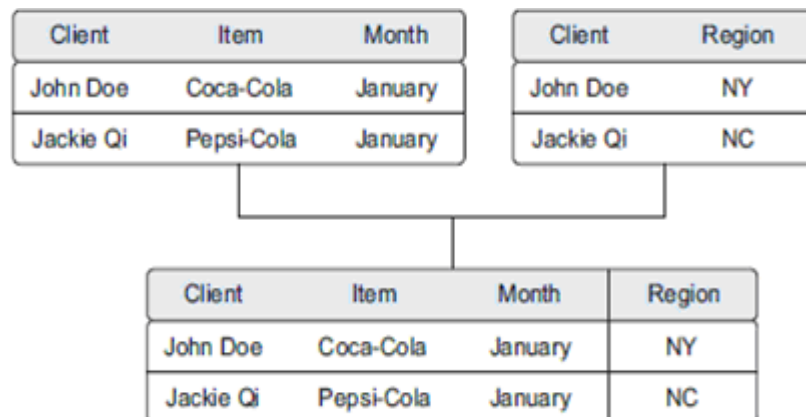 Client Item Month
John Doe Coca-Cola January
Jackie Qi Pepsi-Cola January
Client Region
John Doe NY
Jackie Qi NC
Client Item Month Region
John Doe Coca-Cola January NY
Jackie Qi Pepsi-Cola January NC